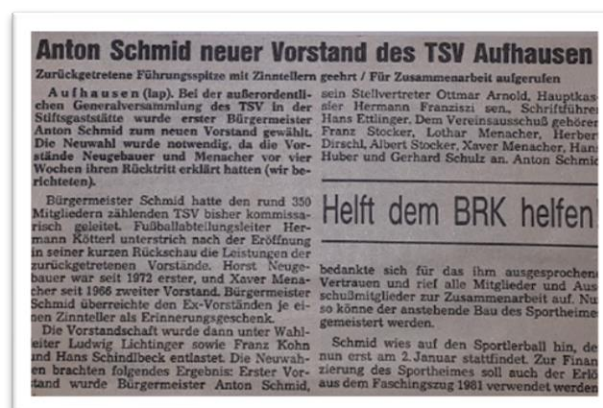 Anton Schmid neuer Vorstand des TSV Aufhausen
Zurückgetretene Führungsspitze mit Zinntellern geehrt / Für Zusammenarbeit aufgerufen
Aufhausen (lap). Bei der außerordentli-
chen Generalversammlung des TSV in der
Stiftsgaststätte wurde erster Bürgermeister
Anton Schmid zum neuen Vorstand gewählt.
Die Neuwahl wurde notwendig, da die Vor-
stände Neugebauer und Menacher vor vier
Wochen ihren Rücktritt erklärt hatten (wir be-
richteten).
Bürgermeister Schmid hatte den rund 350
Mitgliedern zählenden TSV bisher kommissa-
risch geleitet. Fußballabteilungsleiter Her-
mann Kötterl unterstrich nach der Eröffnung
in seiner kurzen Rückschau die Leistungen der
zurückgetretenen Vorstände. Horst Neuge-
bauer war seit 1972 erster, und Xaver Mena-
cher seit 1966 zweiter Vorstand. Bürgermeister
Schmid überreichte den Ex-Vorständen je ei-
nen Zinnteller als Erinnerungsgeschenk.
Die Vorstandschaft wurde dann unter Wahl-
eiter Ludwig Lichtinger sowie Franz Kohn
und Hans Schindlbeck entlastet. Die Neuwah-
en brachten folgendes Ergebnis: Erster Vor-
tand wurde Bürgermeister Anton Schmid,
sein Stellvertreter Ottmar Arnold, Hauptkas-
sier Hermann Franziszi sen., Schriftführer
Hans Ettlinger. Dem Vereinsausschuß gehören
Franz Stocker, Lothar Menacher, Herber
Dirschl, Albert Stocker, Xaver Menacher, Han
Huber und Gerhard Schulz an. Anton Schmid
Helft dem BRK helfen
bedankte sich für das ihm ausgesprochene
Vertrauen und rief alle Mitglieder und Aus
schußmitglieder zur Zusammenarbeit auf. Nu
so könne der anstehende Bau des Sportheime
gemeistert werden.
Schmid wies auf den Sportlerball hin, de
nun erst am 2. Januar stattfindet. Zur Finan
zierung des Sportheimes soll auch der Erlö
aus dem Faschingszug 1981 verwendet werden